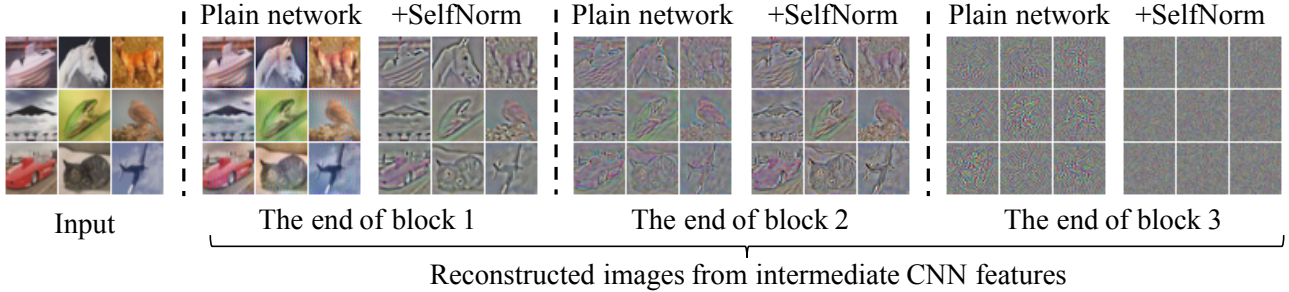 Plain network +SelfNorm Plain network +SelfNorm Plain network +SelfNorm
Input The end of block 1 The end of block 2 The end of block 3
Reconstructed images from intermediate CNN features